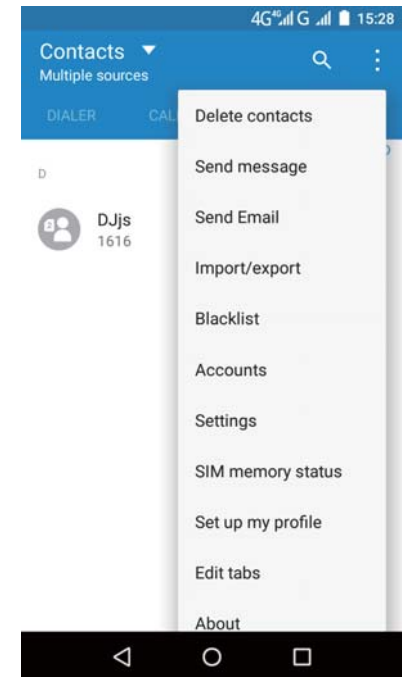 4G 4G G 15:28
Contacts
Multiple sources
DIALER
Delete contacts
Send message
D
Send Email
DJjs
1616
Import/export
Blacklist
Accounts
Settings
SIM memory status
Set up my profile
Edit tabs
About